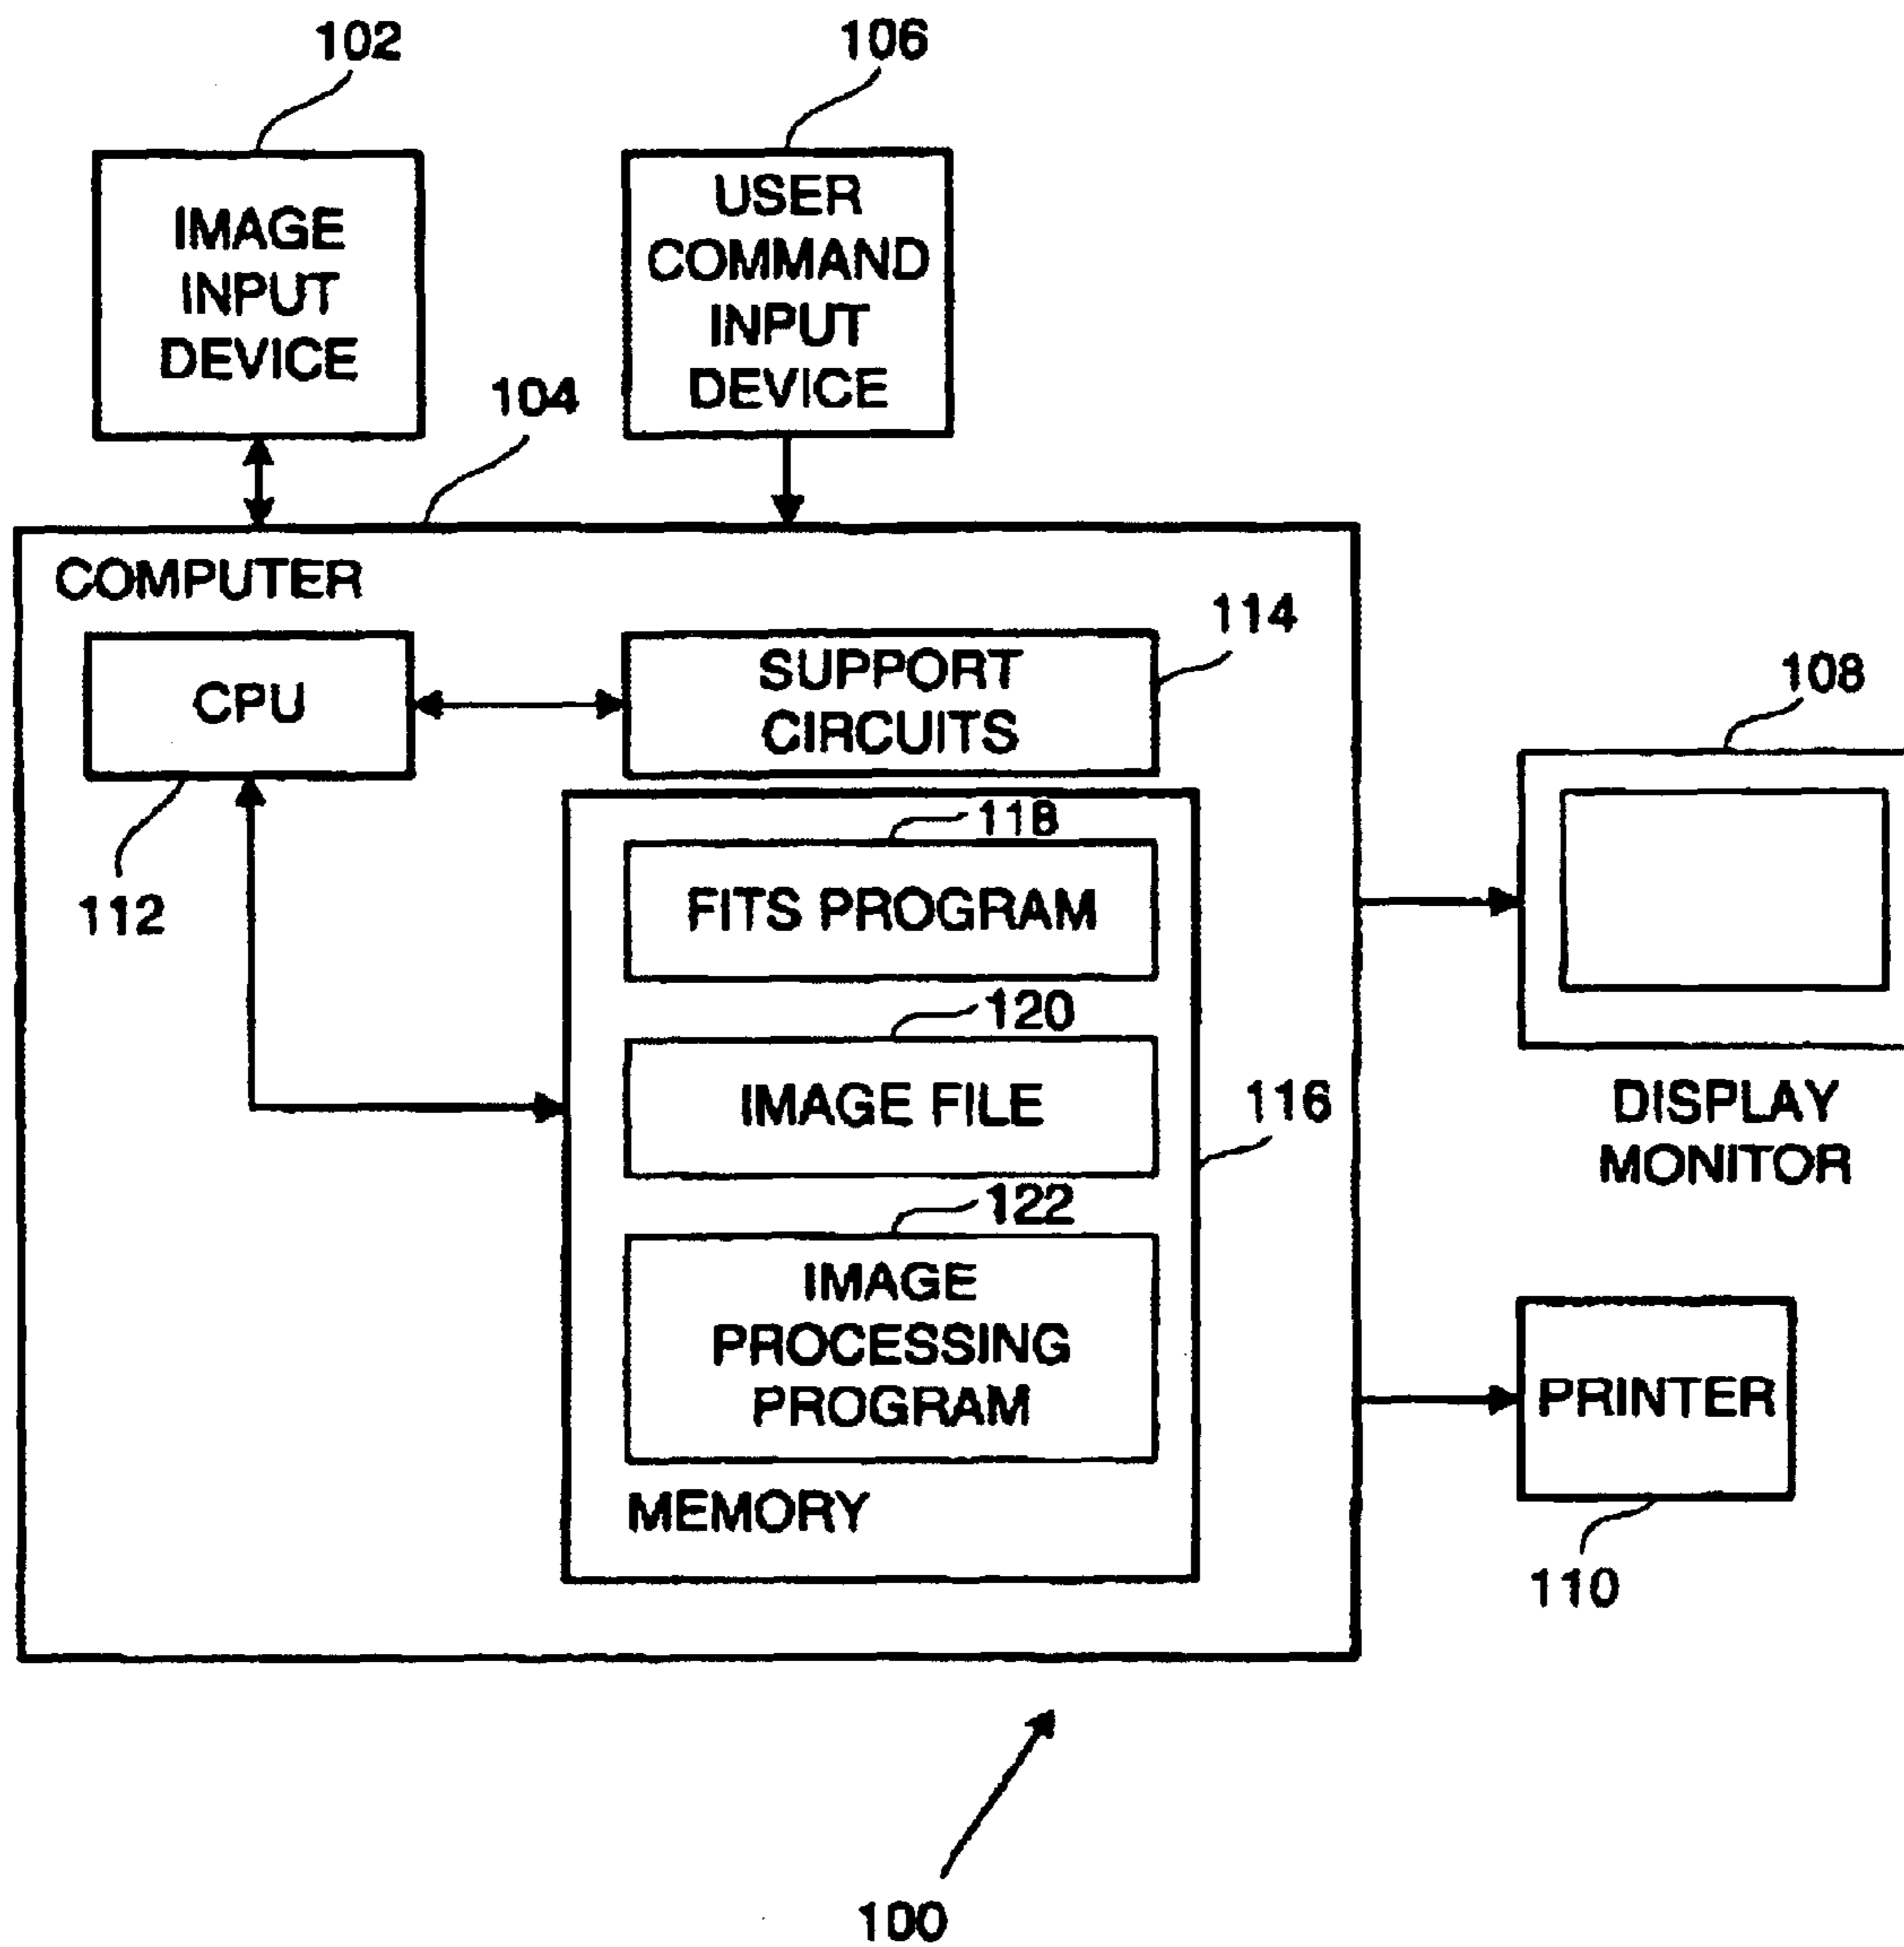 102
106
IMAGE
INPUT
DEVICE
USER
COMMAND
INPUT
DEVICE
104
COMPUTER
CPU
SUPPORT
CIRCUITS
114
112
108
118
FITS PROGRAM
120
IMAGE FILE
116
122
IMAGE
PROCESSING
PROGRAM
MEMORY
DISPLAY
MONITOR
PRINTER
110
100